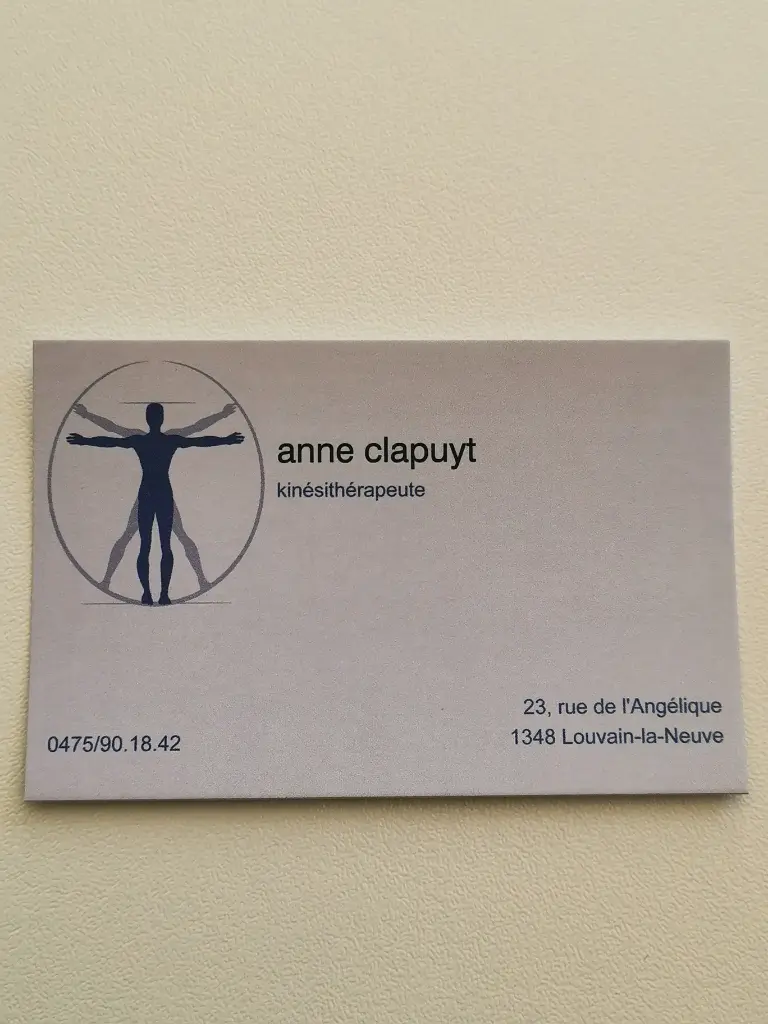 anne clapuyt
kinésithérapeute
0475/90.18.42
23, rue de l'Angélique
1348 Louvain-la-Neuve